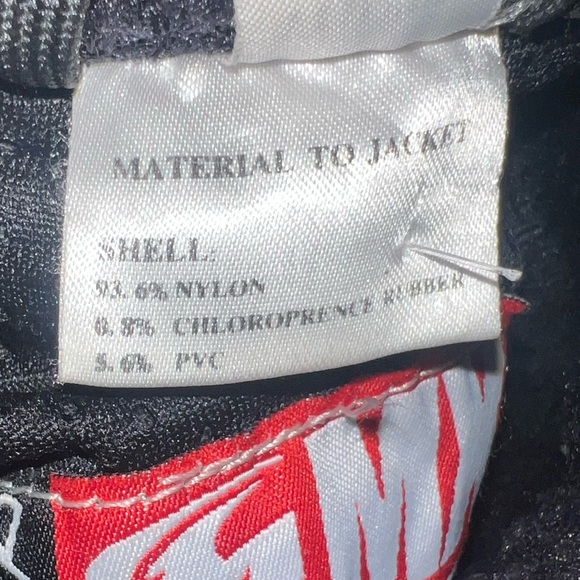 MATERIAL TO JACKET
SHELL:
93.6% NYLON
0.8% CHLOROPRENCE RUBBER
5.6% PVC